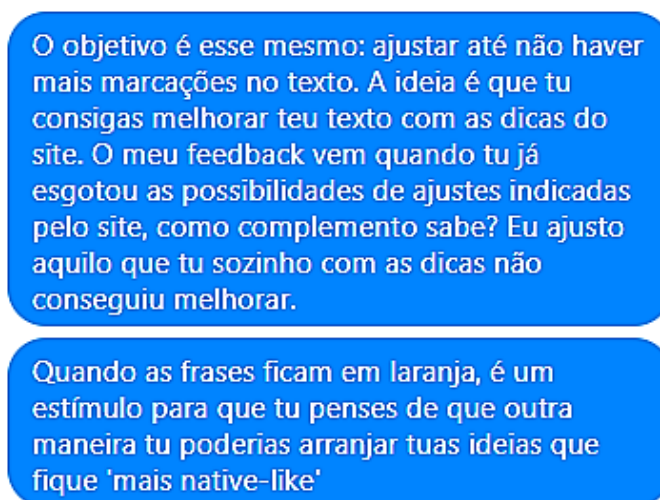 O objetivo é esse mesmo: ajustar até não haver
mais marcações no texto. A ideia é que tu
consigas melhorar teu texto com as dicas do
site. O meu feedback vem quando tu já
esgotou as possibilidades de ajustes indicadas
pelo site, como complemento sabe? Eu ajusto
aquilo que tu sozinho com as dicas não
conseguiu melhorar.
Quando as frases ficam em laranja, é um
estímulo para que tu penses de que outra
maneira tu poderias arranjar tuas ideias que
fique 'mais native-like'